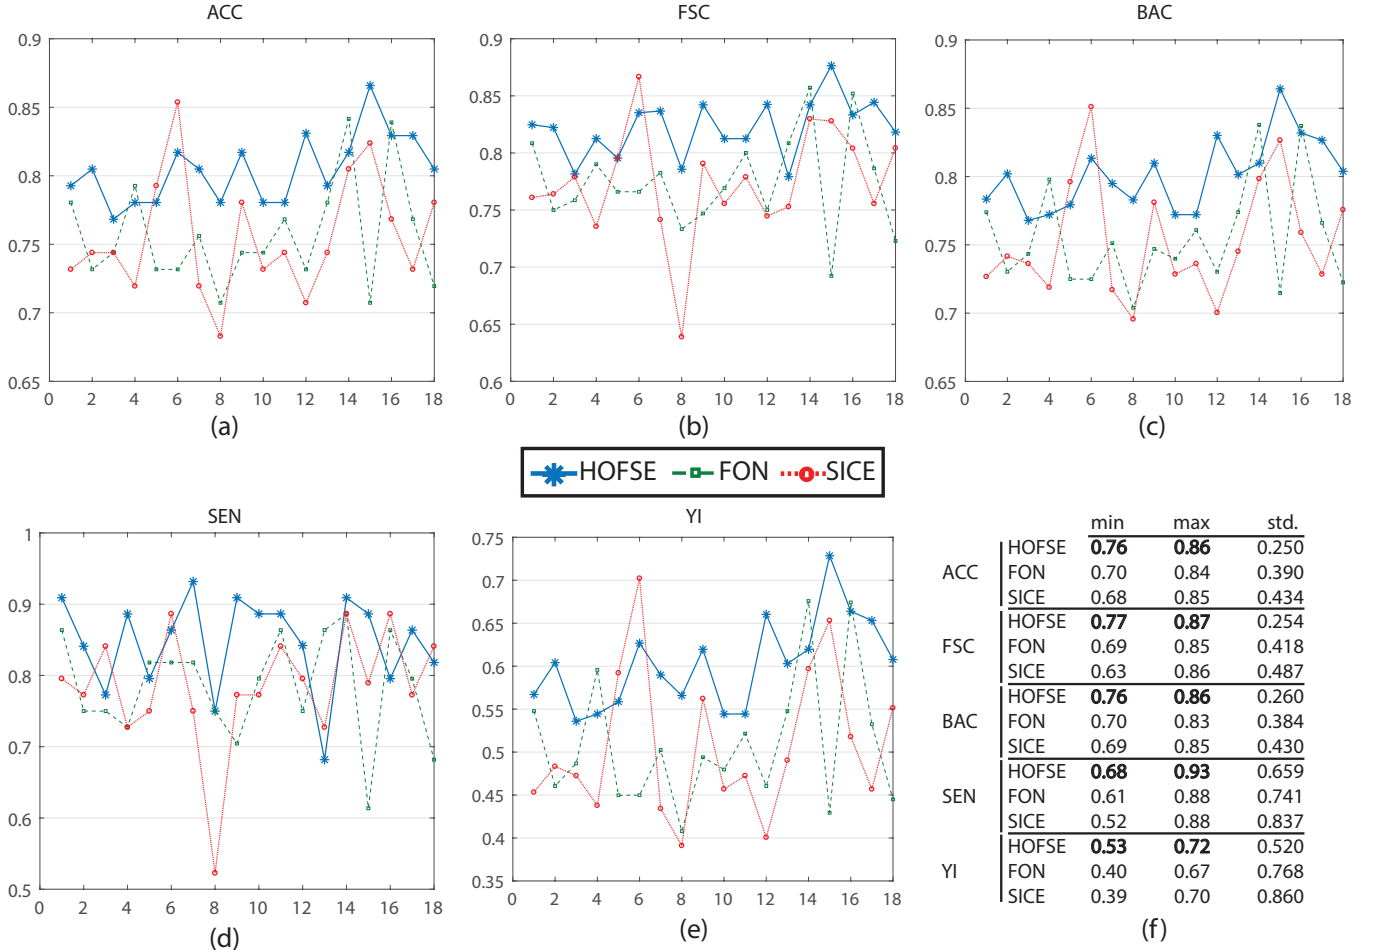 ACC
0.9
0.85
0.8
0.75
0.7
0.65
0 2 4 6 8 10 12 14 16 18
(a)
FSC
0.9
0.85
0.8
0.75
0.7
0.65
0.6
0 2 4 6 8 10 12 14 16 18
(b)
BAC
0.9
0.85
0.8
0.75
0.7
0.65
0 2 4 6 8 10 12 14 16 18
(c)
HOFSE FON SICE
SEN
1
0.9
0.8
0.7
0.6
0.5
0 2 4 6 8 10 12 14 16 18
(d)
YI
0.75
0.7
0.65
0.6
0.55
0.5
0.45
0.4
0.35
0 2 4 6 8 10 12 14 16 18
(e)
min max std.
ACC HOFSE 0.76 0.86 0.250
FON 0.70 0.84 0.390
SICE 0.68 0.85 0.434
FSC HOFSE 0.77 0.87 0.254
FON 0.69 0.85 0.418
SICE 0.63 0.86 0.487
BAC HOFSE 0.76 0.86 0.260
FON 0.70 0.83 0.384
SICE 0.69 0.85 0.430
SEN HOFSE 0.68 0.93 0.659
FON 0.61 0.88 0.741
SICE 0.52 0.88 0.837
YI HOFSE 0.53 0.72 0.520
FON 0.40 0.67 0.768
SICE 0.39 0.70 0.860
(f)